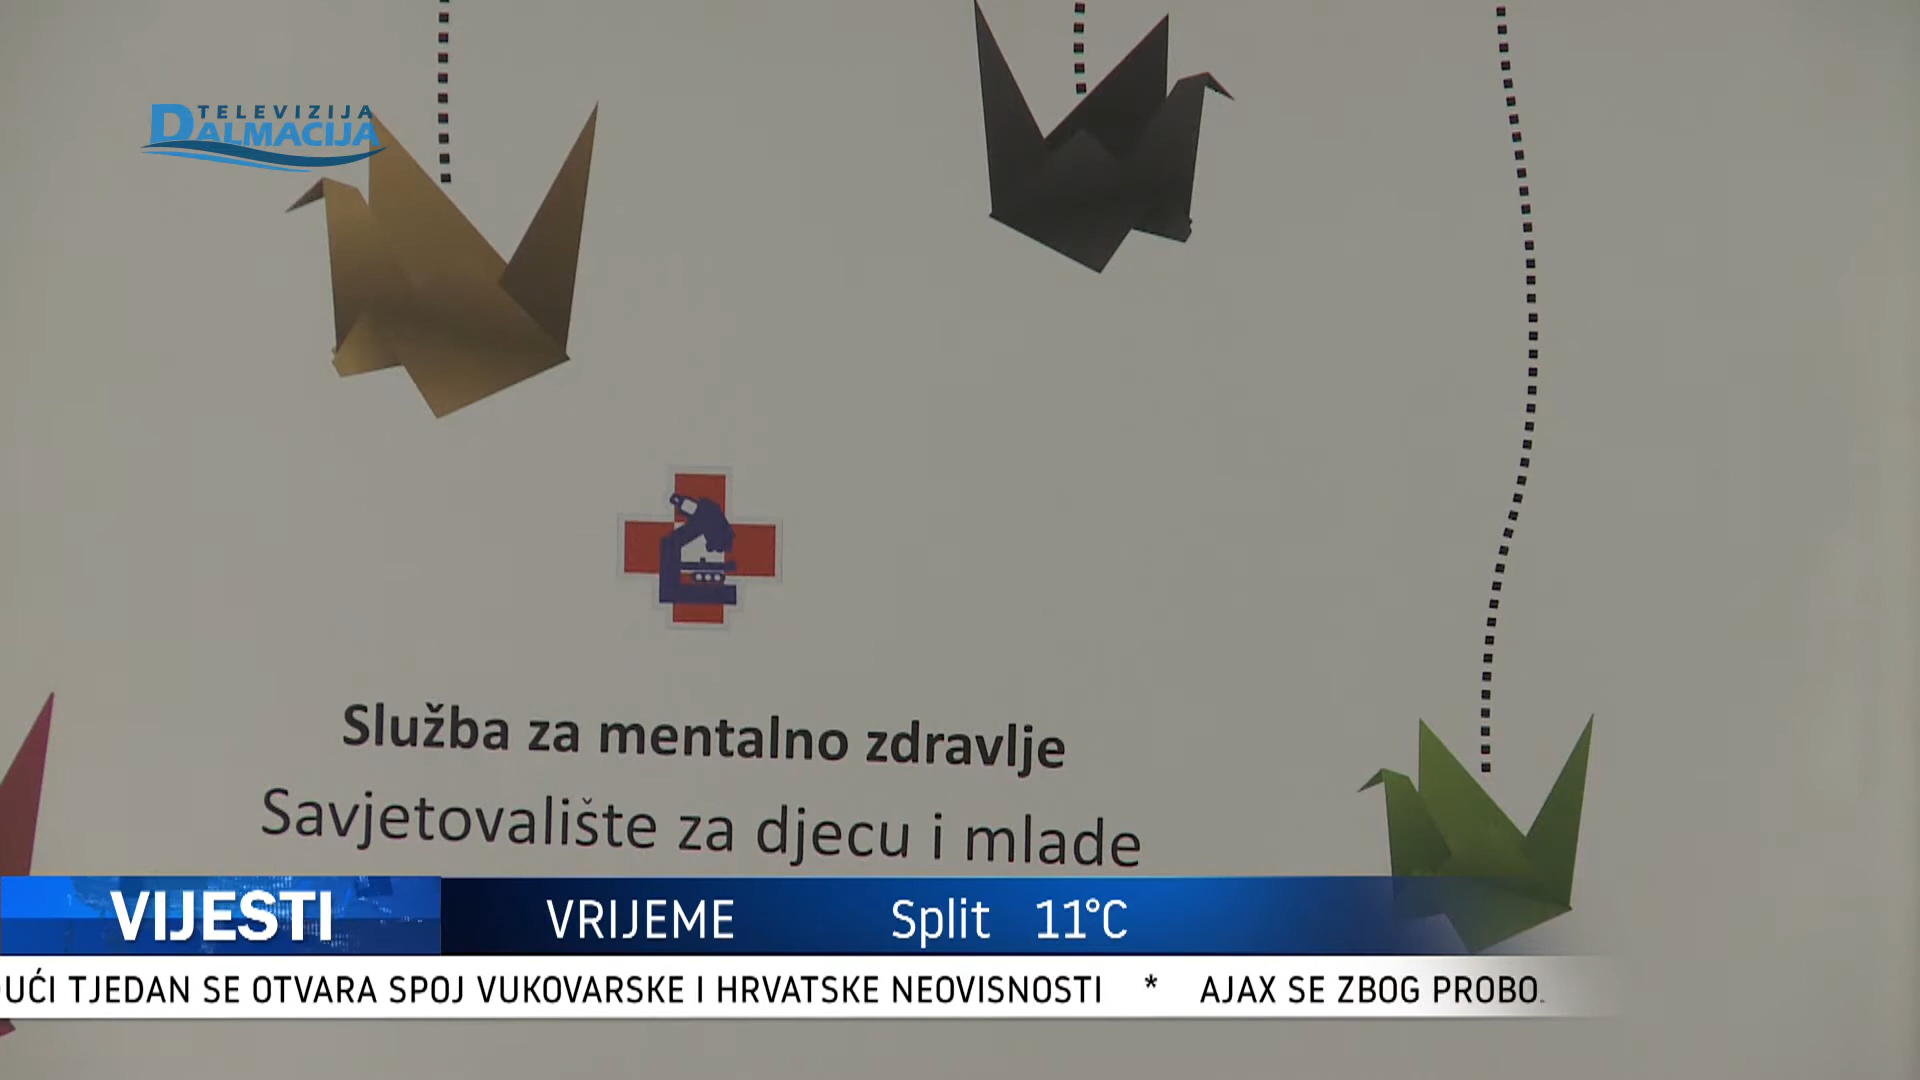 TELEVIZIJA
DALMACIJA
Služba za mentalno zdravlje
Savjetovalište za djecu i mlade
VIJESTI VRIJEME Split 11°C
UĆI TJEDAN SE OTVARA SPOJ VUKOVARSKE I HRVATSKE NEOVISNOSTI * AJAX SE ZBOG PROBO